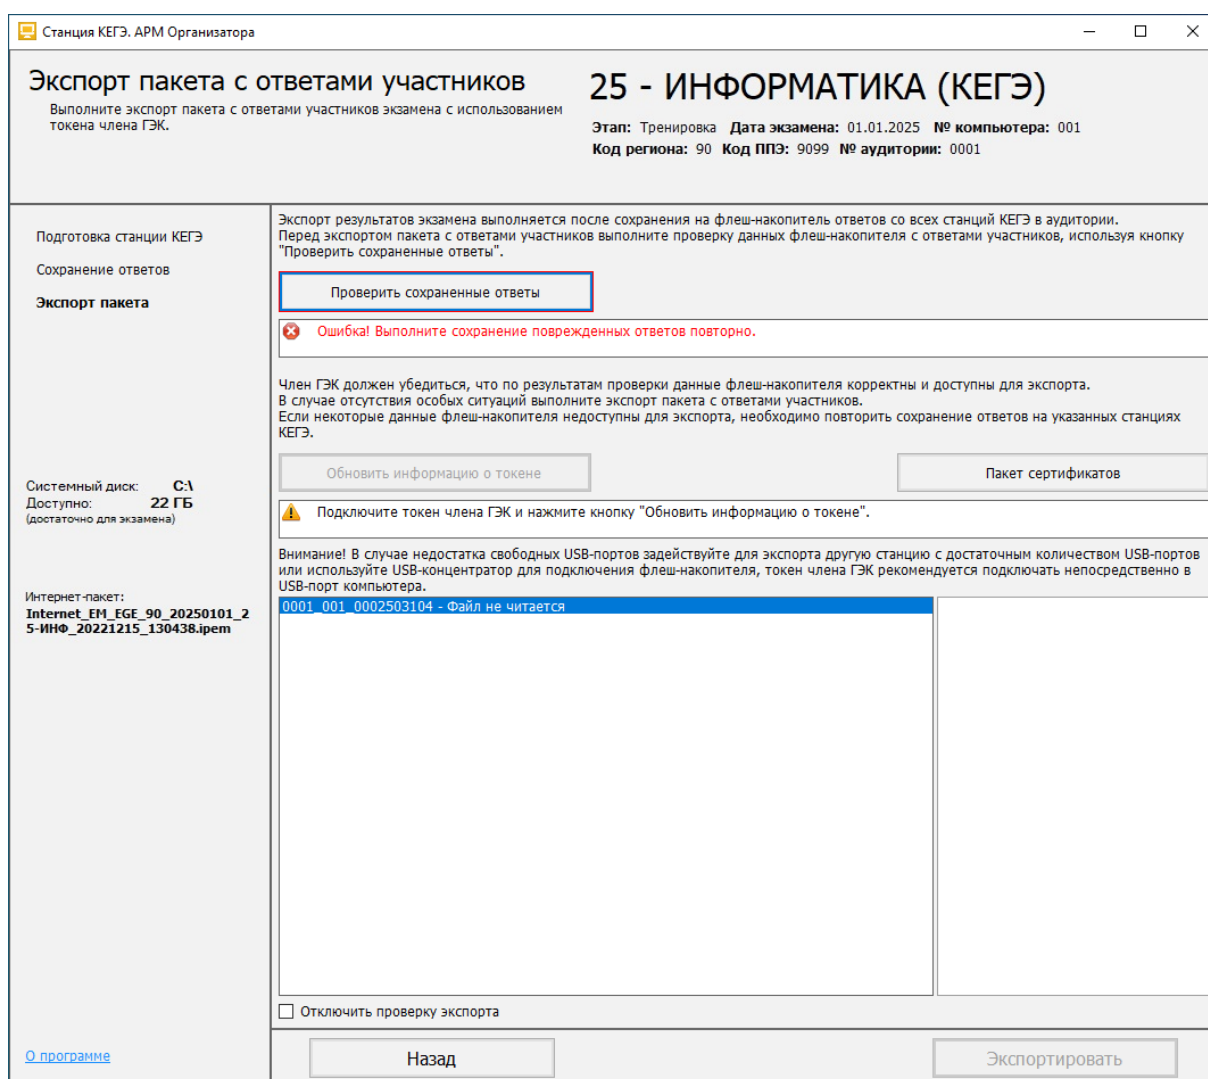 Станция КЕГЭ. АРМ Организатора
Экспорт пакета с ответами участников
Выполните экспорт пакета с ответами участников экзамена с использованием
токена члена ГЭК.
25 - ИНФОРМАТИКА (КЕГЭ)
Этап: Тренировка Дата экзамена: 01.01.2025 № компьютера: 001
Код региона: 90 Код ППЭ: 9099 № аудитории: 0001
Подготовка станции КЕГЭ
Сохранение ответов
Экспорт пакета
Системный диск: C:\
Доступно: 22 ГБ
(достаточно для экзамена)
Интернет-пакет:
Internet_EM_EGE_90_20250101_2
5-ИНФ_20221215_130438.ipem
О программе
Экспорт результатов экзамена выполняется после сохранения на флеш-накопитель ответов со всех станций КЕГЭ в аудитории.
Перед экспортом пакета с ответами участников выполните проверку данных флеш-накопителя с ответами участников, используя кнопку
"Проверить сохраненные ответы".
Проверить сохраненные ответы
Ошибка! Выполните сохранение поврежденных ответов повторно.
Член ГЭК должен убедиться, что по результатам проверки данные флеш-накопителя корректны и доступны для экспорта.
В случае отсутствия особых ситуаций выполните экспорт пакета с ответами участников.
Если некоторые данные флеш-накопителя недоступны для экспорта, необходимо повторить сохранение ответов на указанных станциях
КЕГЭ.
Обновить информацию о токене
Пакет сертификатов
Подключите токен члена ГЭК и нажмите кнопку "Обновить информацию о токене".
Внимание! В случае недостатка свободных USB-портов задействуйте для экспорта другую станцию с достаточным количеством USB-портов
или используйте USB-концентратор для подключения флеш-накопителя, токен члена ГЭК рекомендуется подключать непосредственно в
USB-порт компьютера.
0001_001_0002503104 - Файл не читается
Отключить проверку экспорта
Назад
Экспортировать